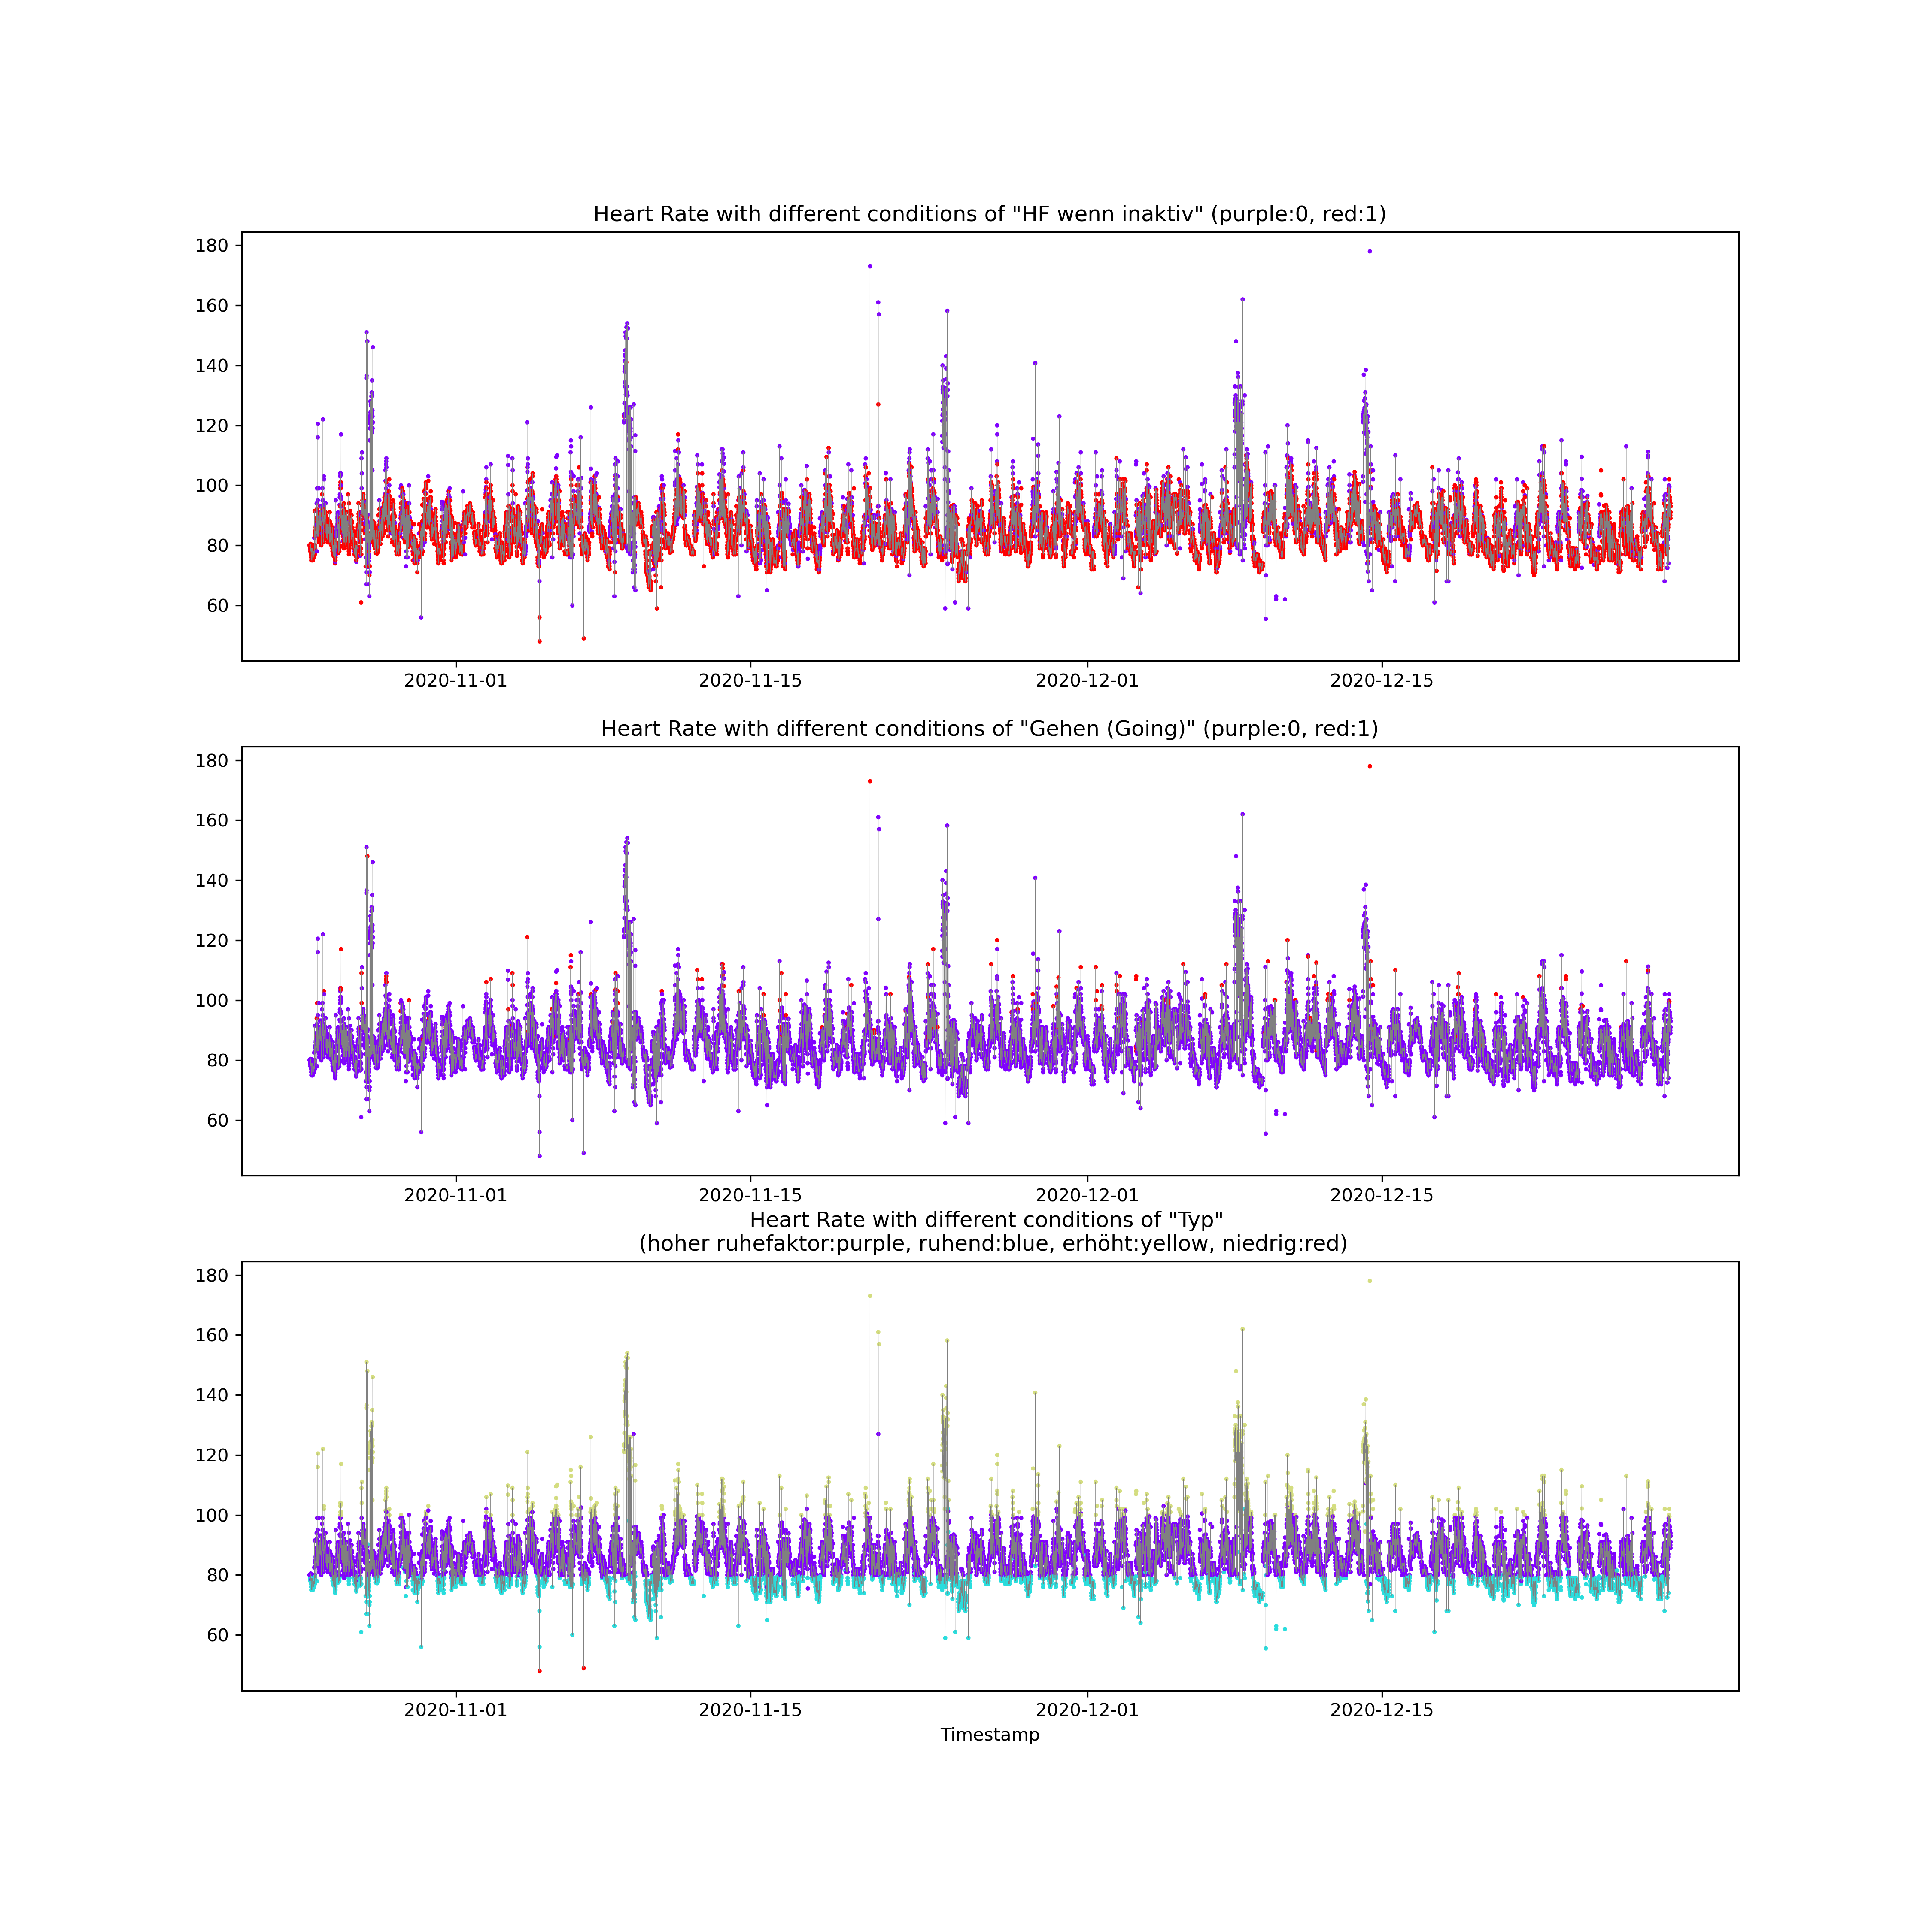 Heart Rate with different conditions of "HF wenn inaktiv" (purple:0, red:1)
180
160
140
120
100
80
60
2020-11-01 2020-11-15 2020-12-01 2020-12-15
Heart Rate with different conditions of "Gehen (Going)" (purple:0, red:1)
180
160
140
120
100
80
60
2020-11-01 2020-11-15 2020-12-01 2020-12-15
Heart Rate with different conditions of "Typ"
(hoher ruhefaktor:purple, ruhend:blue, erhöht:yellow, niedrig:red)
180
160
140
120
100
80
60
2020-11-01 2020-11-15 2020-12-01 2020-12-15
Timestamp